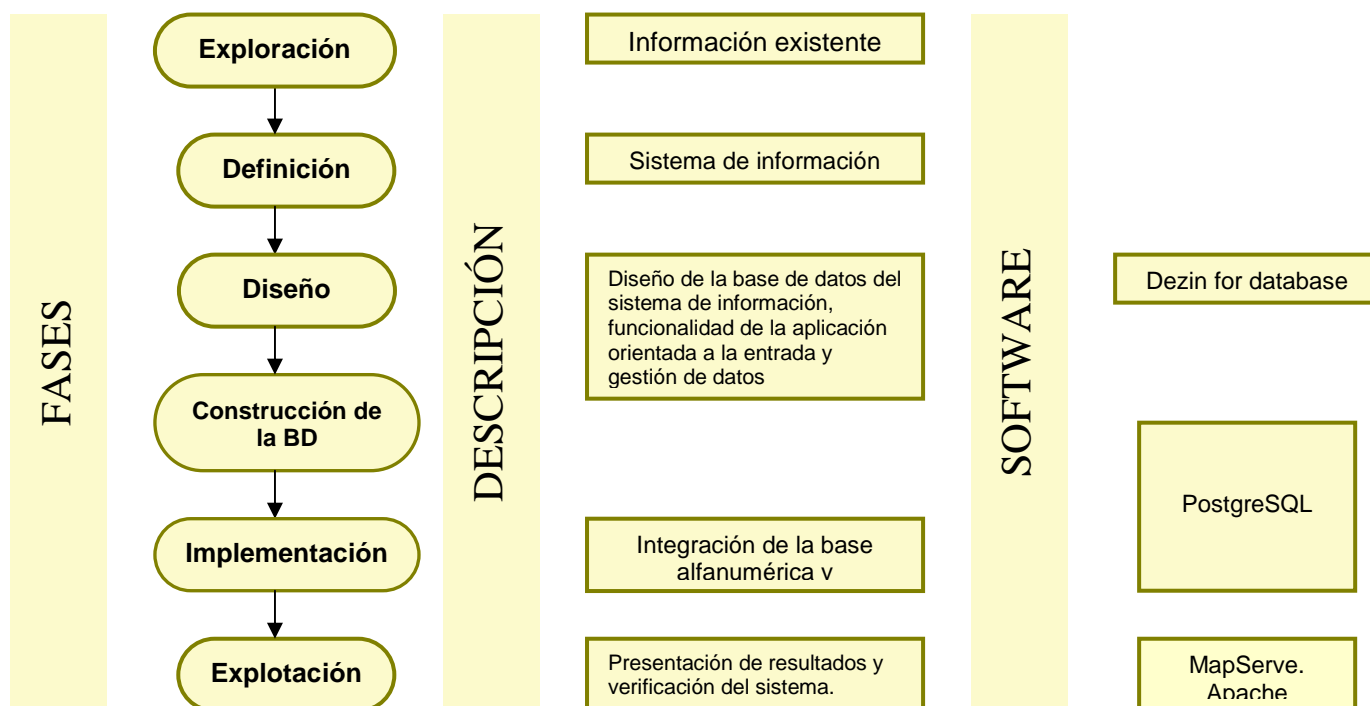 FASES
Exploración
Definición
Diseño
Construcción de
la BD
Implementación
Explotación
DESCRIPCIÓN
Información existente
Sistema de información
Diseño de la base de datos del
sistema de información,
funcionalidad de la aplicación
orientada a la entrada y
gestión de datos
Integración de la base
alfanumérica v
Presentación de resultados y
verificación del sistema.
SOFTWARE
Dezin for database
PostgreSQL
MapServe.
Apache